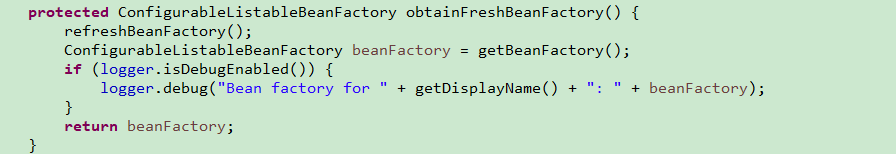 protected ConfigurableListableBeanFactory obtainFreshBeanFactory() {
refreshBeanFactory();
ConfigurableListableBeanFactory beanFactory = getBeanFactory();
if (logger.isDebugEnabled()) {
logger.debug("Bean factory for " + getDisplayName() + ": " + beanFactory);
}
return beanFactory;
}